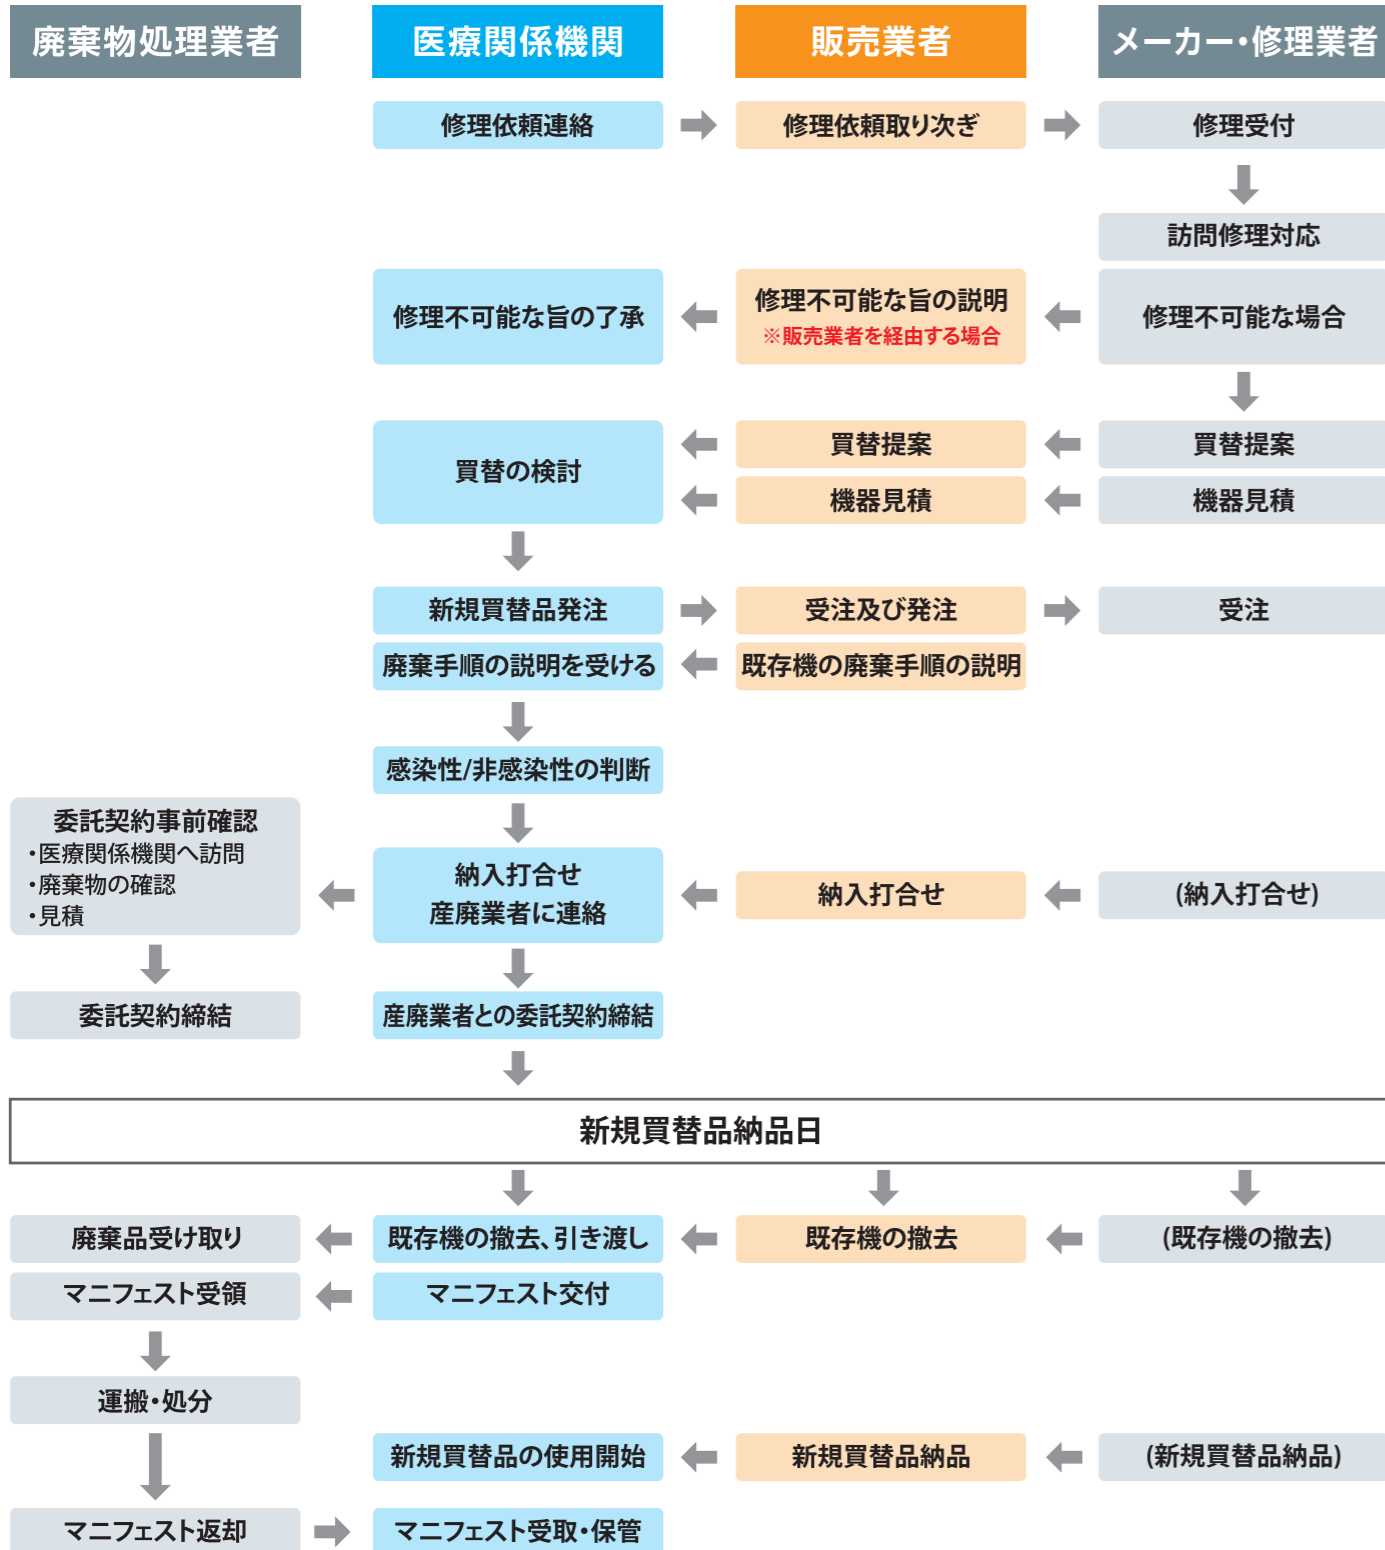 廃棄物処理業者
医療関係機関
販売業者
メーカー・修理業者
修理依頼連絡
修理依頼取り次ぎ
修理受付
訪問修理対応
修理不可能な旨の了承
修理不可能な旨の説明
※販売業者を経由する場合
修理不可能な場合
買替の検討
買替提案
買替提案
機器見積
機器見積
新規買替品発注
受注及び発注
受注
廃棄手順の説明を受ける
既存機の廃棄手順の説明
感染性/非感染性の判断
委託契約事前確認
・医療関係機関へ訪問
・廃棄物の確認
・見積
納入打合せ
産廃業者に連絡
納入打合せ
(納入打合せ)
委託契約締結
産廃業者との委託契約締結
新規買替品納品日
廃棄品受け取り
既存機の撤去、引き渡し
既存機の撤去
(既存機の撤去)
マニフェスト受領
マニフェスト交付
運搬・処分
新規買替品の使用開始
新規買替品納品
(新規買替品納品)
マニフェスト返却
マニフェスト受取・保管